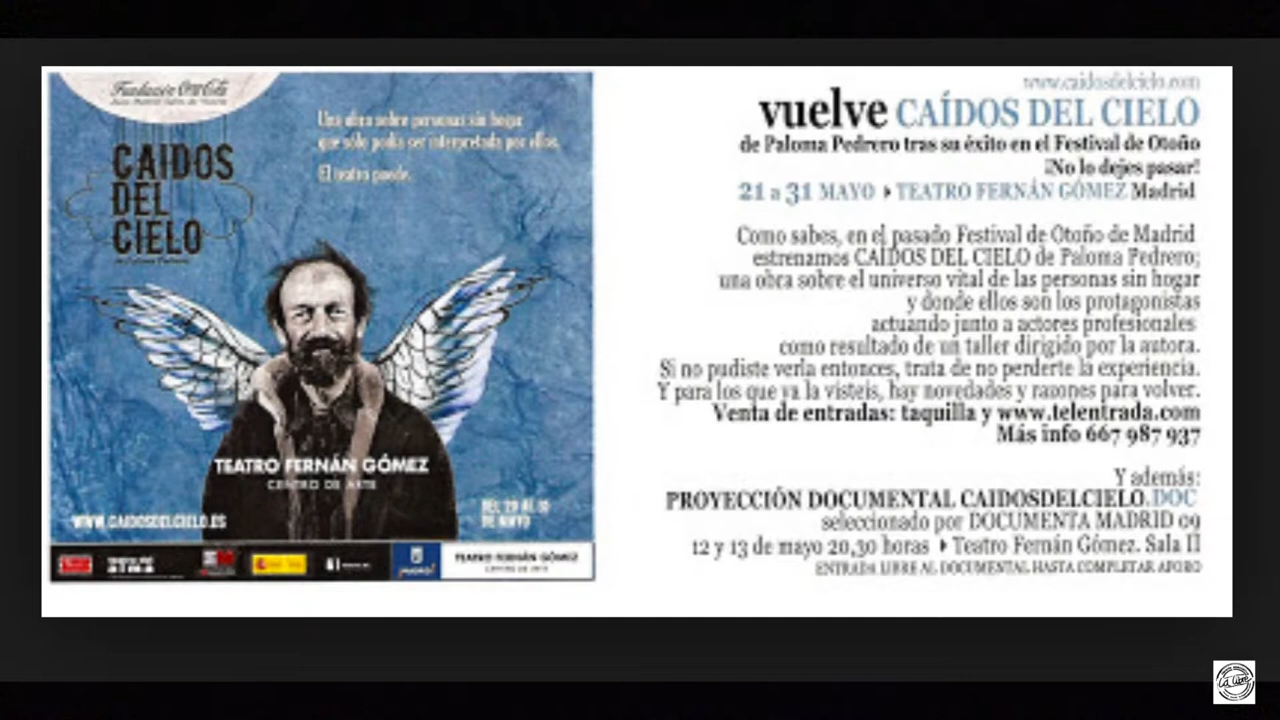 Fundación Coca-Cola
Una obra sobre personas sin hogar
que sólo podía ser interpretada por ellos.
El teatro puede.
CAIDOS
DEL
CIELO
de Paloma Pedrero
TEATRO FERNÁN GÓMEZ
CENTRO DE ARTE
WWW.CAIDOSDELCIELO.ES
DE MAYO
TEATRO FERNÁN GÓMEZ
CENTRO DE ARTE
www.caidosdelcielo.com
vuelve CAÍDOS DEL CIELO
de Paloma Pedrero tras su éxito en el Festival de Otoño
¡No lo dejes pasar!
21 a 31 MAYO TEATRO FERNÁN GÓMEZ Madrid
Como sabes, en el pasado Festival de Otoño de Madrid
estrenamos CAÍDOS DEL CIELO de Paloma Pedrero;
una obra sobre el universo vital de las personas sin hogar
y donde ellos son los protagonistas
actuando junto a actores profesionales
como resultado de un taller dirigido por la autora.
Si no pudiste verla entonces, trata de no perderte la experiencia.
Y para los que ya la visteis, hay novedades y razones para volver.
Venta de entradas: taquilla y www.telentrada.com
Más info 667 987 937
Y además:
PROYECCIÓN DOCUMENTAL CAIDOSDELCIELO.DOC
seleccionado por DOCUMENTA MADRID 09
12 y 13 de mayo 20,30 horas Teatro Fernán Gómez. Sala II
ENTRADA LIBRE AL DOCUMENTAL HASTA COMPLETAR AFORO